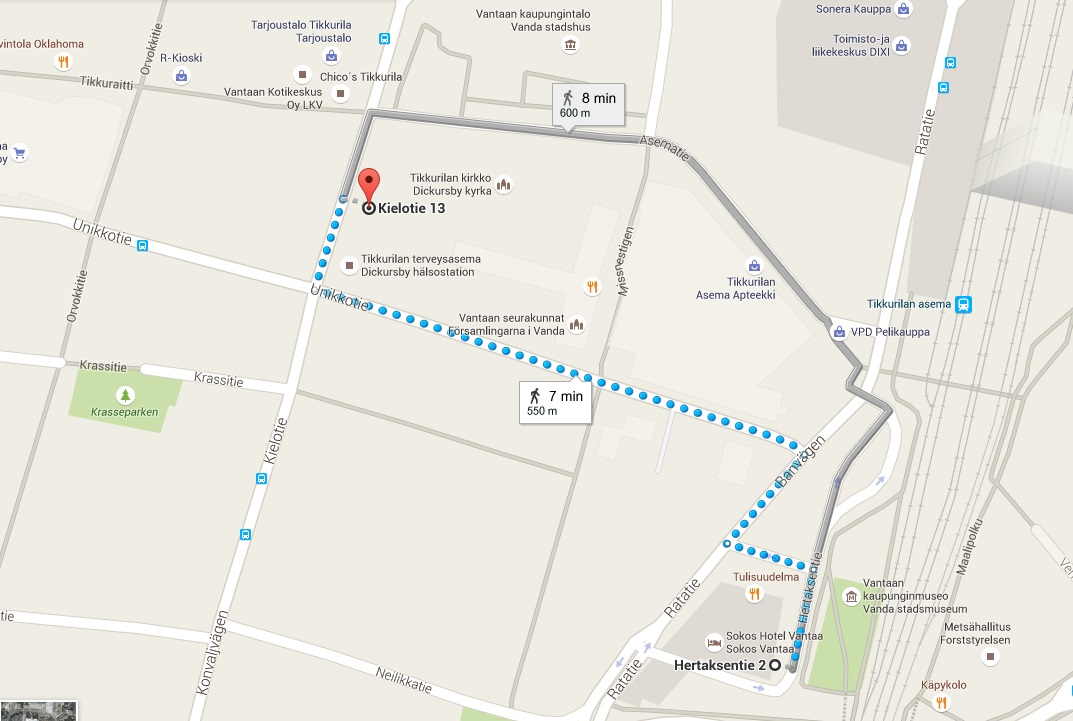 Sonera Kauppa
Vantaan kaupungintalo
Vanda stadshus
Tarjoustalo Tikkurila
Tarjoustalo
Orvokkitie
vintola Oklahoma
R-Kioski
Toimisto-ja
liikekeskus DIXI
Chico´s Tikkurila
Tikkuraitti
Vantaan Kotikeskus
Oy LKV
8 min
600 m
Ratatie
Asematie
Tikkurilan kirkko
Dickursby kyrka
Kielotie 13
Unikkotie
Tikkurilan terveysasema
Dickursby hälsostation
Missnestigen
Orvokkitie
Unikkotie
Tikkurilan
Asema Apteekki
Tikkurilan asema
Vantaan seurakunnat
Församlingarna i Vanda
VPD Pelikauppa
Krassitie
Krassitie
Krasseparken
7 min
550 m
Kielotie
Banvägen
Maalipolku
Hertaksentie
Tulisuudelma
Ratatie
Vantaan
kaupunginmuseo
Vanda stadsmuseum
Konvaljvägen
tie
Sokos Hotel Vantaa
Sokos Vantaa
Metsähallitus
Forststyrelsen
Hertaksentie 2
Ratatie
Neilikkatie
Käpykolo